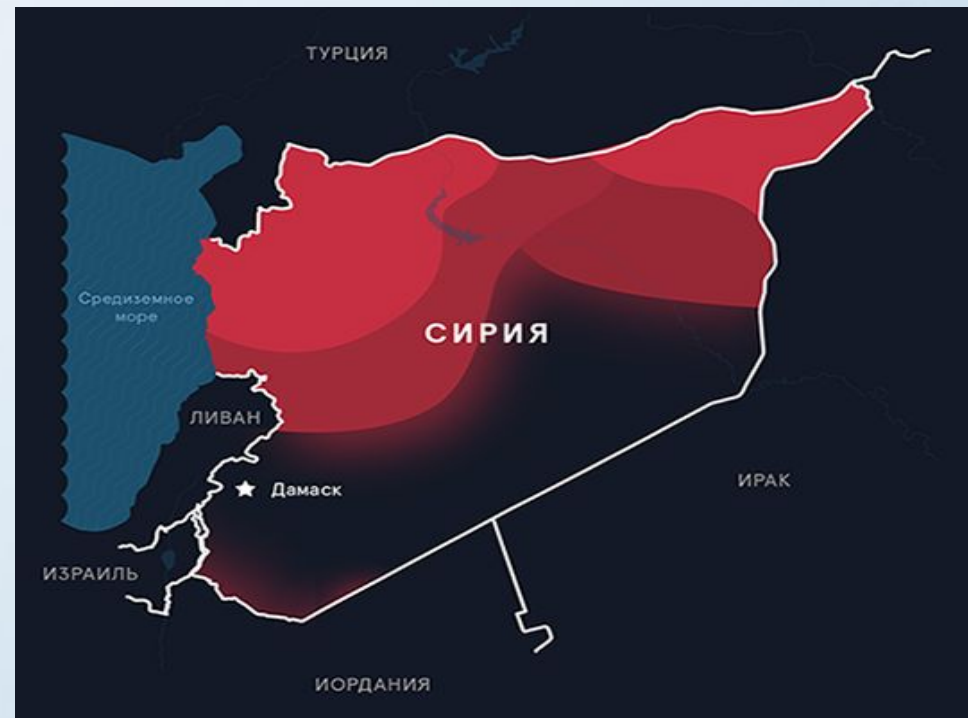 ТУРЦИЯ
Средиземное
море
СИРИЯ
ЛИВАН
Дамаск
ИРАК
ИЗРАИЛЬ
ИОРДАНИЯ